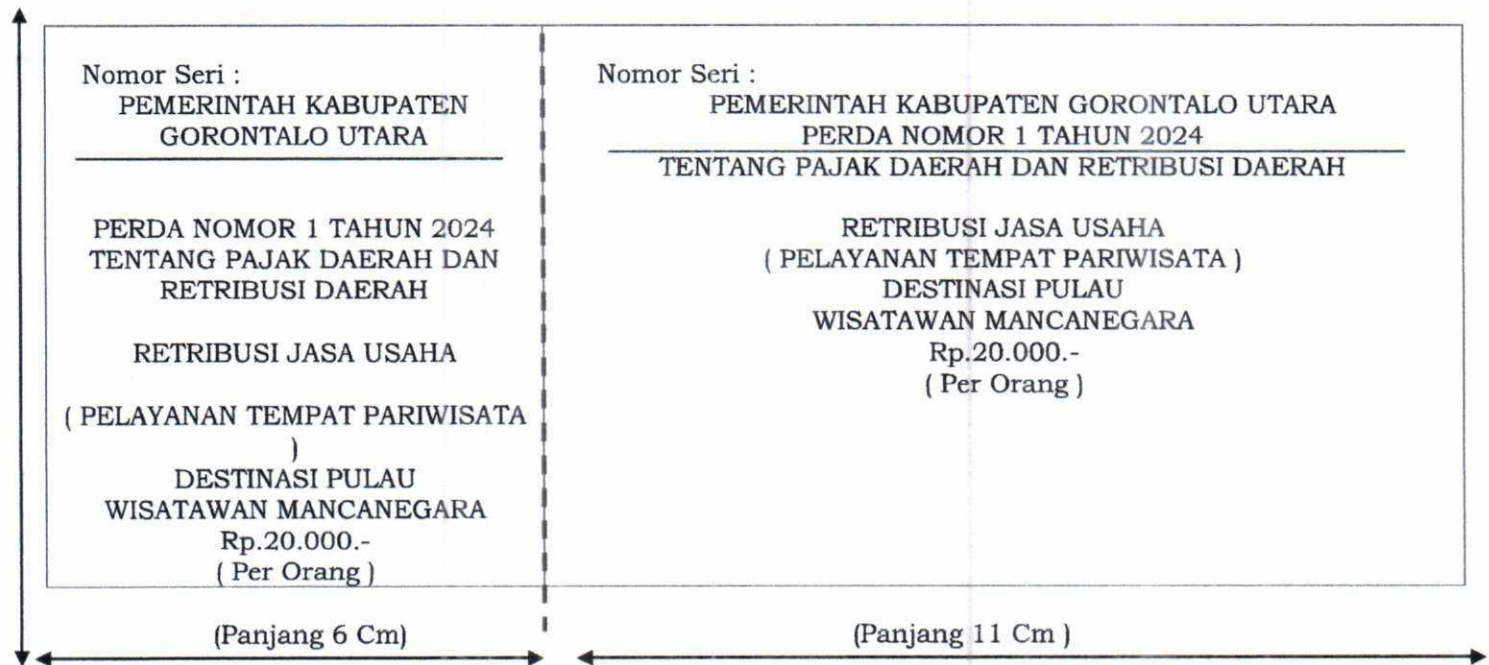 Nomor Seri :
PEMERINTAH KABUPATEN
GORONTALO UTARA
PERDA NOMOR 1 TAHUN 2024
TENTANG PAJAK DAERAH DAN
RETRIBUSI DAERAH
RETRIBUSI JASA USAHA
( PELAYANAN TEMPAT PARIWISATA
)
DESTINASI PULAU
WISATAWAN MANCANEGARA
Rp.20.000.-
( Per Orang )
(Panjang 6 Cm)
Nomor Seri :
PEMERINTAH KABUPATEN GORONTALO UTARA
PERDA NOMOR 1 TAHUN 2024
TENTANG PAJAK DAERAH DAN RETRIBUSI DAERAH
RETRIBUSI JASA USAHA
( PELAYANAN TEMPAT PARIWISATA )
DESTINASI PULAU
WISATAWAN MANCANEGARA
Rp.20.000.-
( Per Orang )
(Panjang 11 Cm )